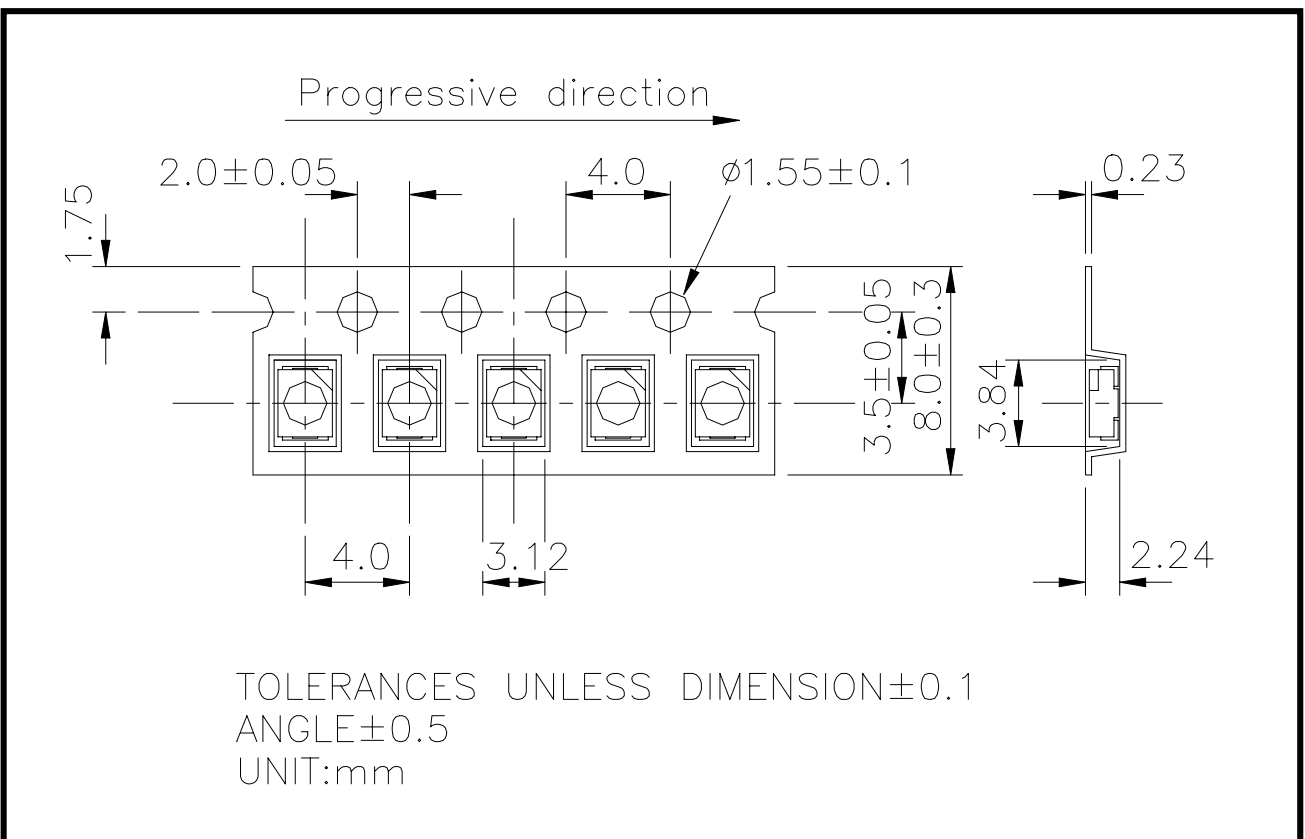 Progressive direction
2.0±0.05
4.0
ø1.55±0.1
0.23
1.75
3.5±0.05
8.0±0.3
3.84
4.0
3.12
2.24
TOLERANCES UNLESS DIMENSION±0.1
ANGLE±0.5
UNIT:mm